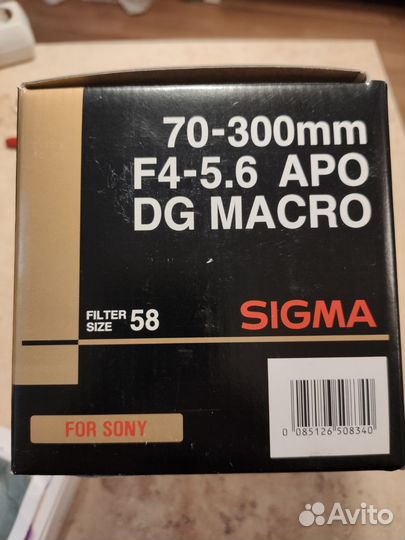 70-300mm
F4-5.6 APO
DG MACRO
FILTER
SIZE 58
SIGMA
FOR SONY
0 085126 508340
Avito